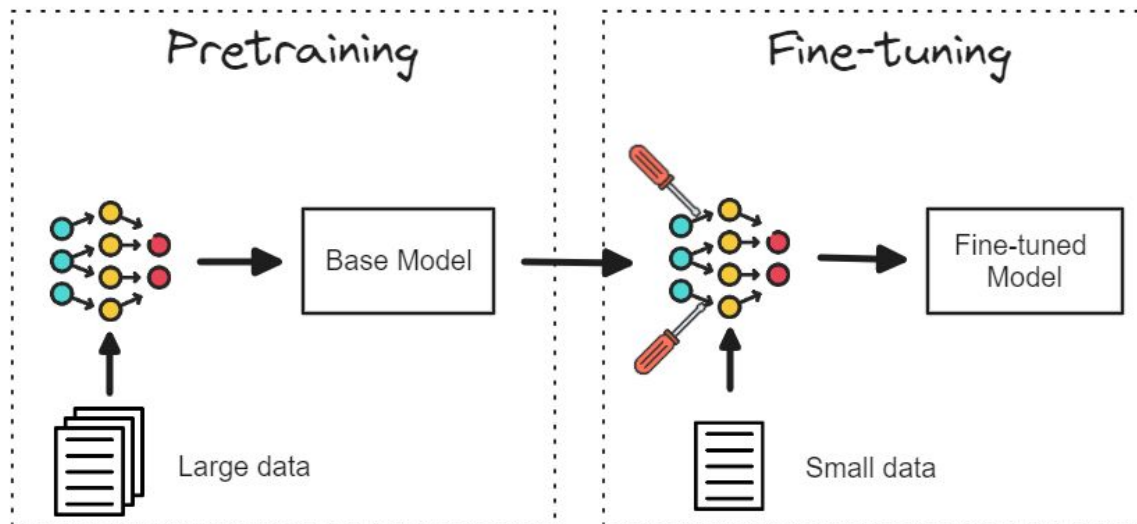 Pretraining
Fine-tuning
Base Model
Fine-tuned
Model
Large data
Small data